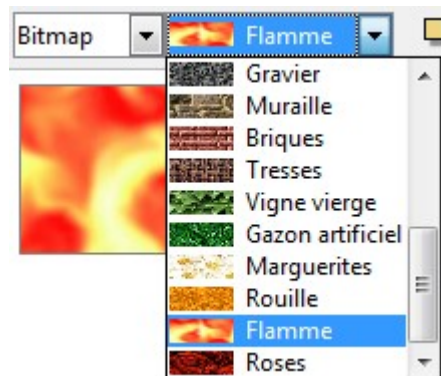 Bitmap Flamme
Gravier
Muraille
Briques
Tresses
Vigne vierge
Gazon artificiel
Marguerites
Rouille
Flamme
Roses